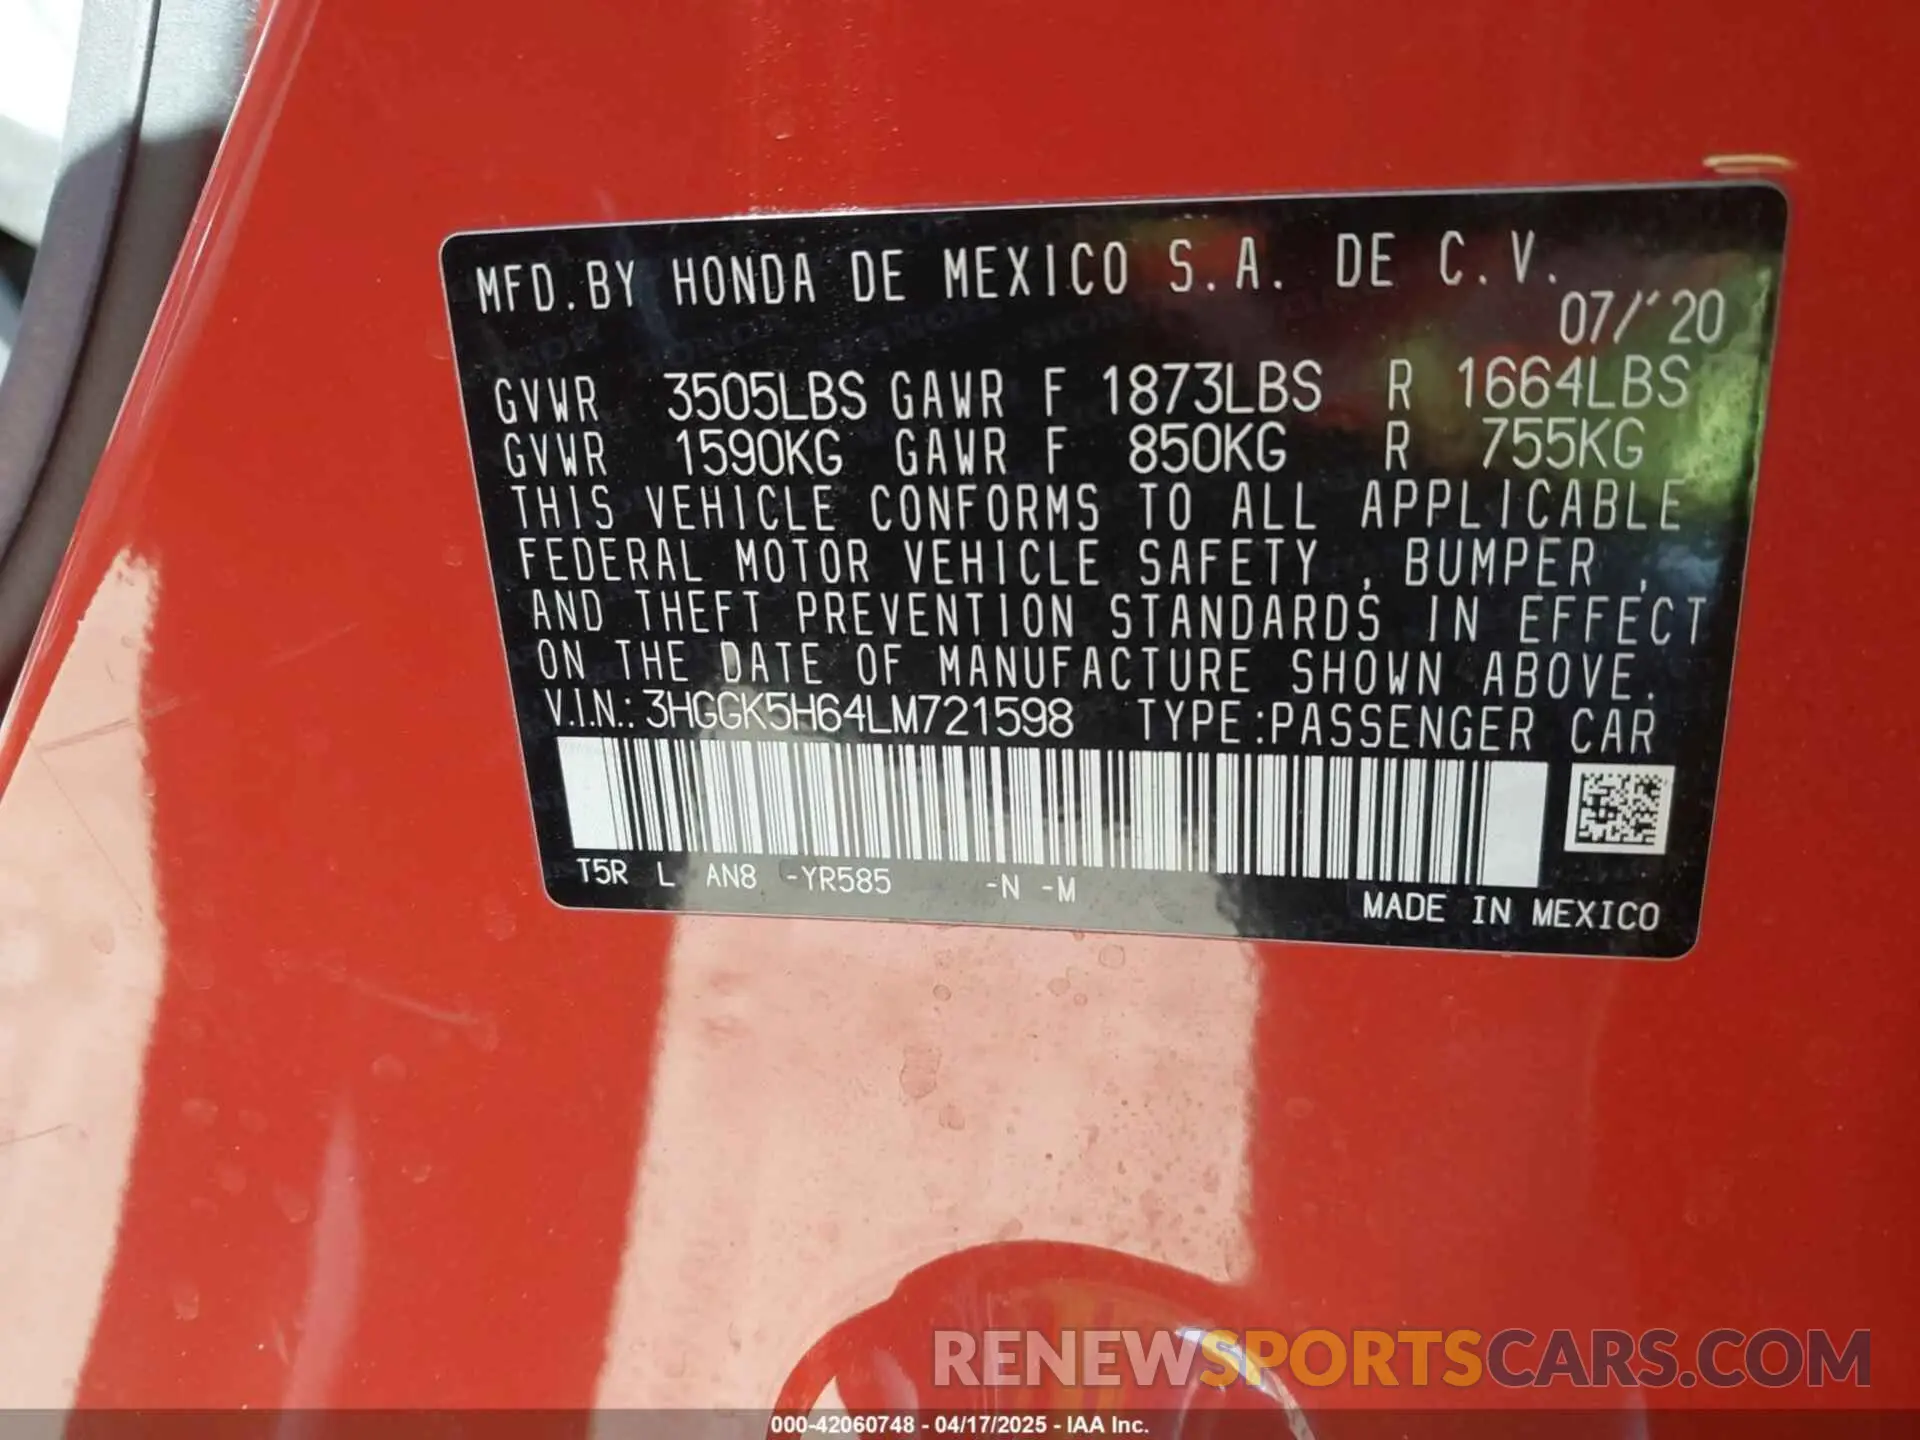 MFD.BY HONDA DE MEXICO S.A. DE C.V.
07/'20
GVWR 3505LBS GAWR F 1873LBS R 1664LBS
GVWR 1590KG GAWR F 850KG R 755KG
THIS VEHICLE CONFORMS TO ALL APPLICABLE
FEDERAL MOTOR VEHICLE SAFETY , BUMPER ,
AND THEFT PREVENTION STANDARDS IN EFFECT
ON THE DATE OF MANUFACTURE SHOWN ABOVE.
V.I.N.: 3HGGK5H64LM721598 TYPE:PASSENGER CAR
T5R L AN8 -YR585 -N -M
MADE IN MEXICO
RENEWSPORTSCARS.COM
000-42060748 - 04/17/2025 - IAA Inc.